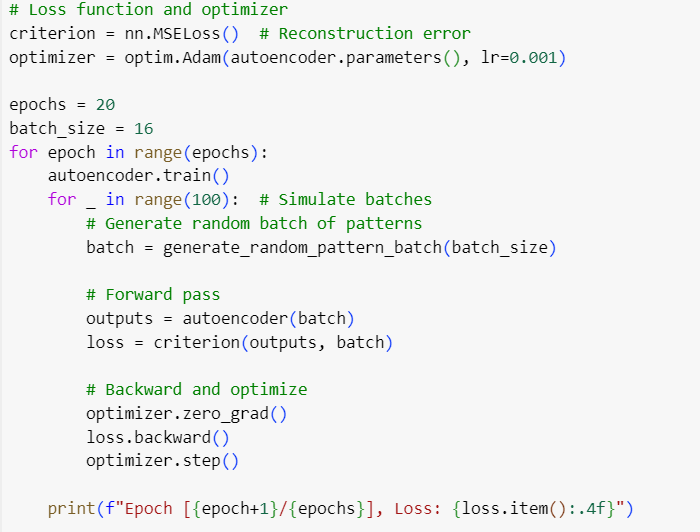 # Loss function and optimizer
criterion = nn.MSELoss()  # Reconstruction error
optimizer = optim.Adam(autoencoder.parameters(), lr=0.001)

epochs = 20
batch_size = 16
for epoch in range(epochs):
    autoencoder.train()
    for _ in range(100):  # Simulate batches
        # Generate random batch of patterns
        batch = generate_random_pattern_batch(batch_size)

        # Forward pass
        outputs = autoencoder(batch)
        loss = criterion(outputs, batch)

        # Backward and optimize
        optimizer.zero_grad()
        loss.backward()
        optimizer.step()

    print(f"Epoch [{epoch+1}/{epochs}], Loss: {loss.item():.4f}")